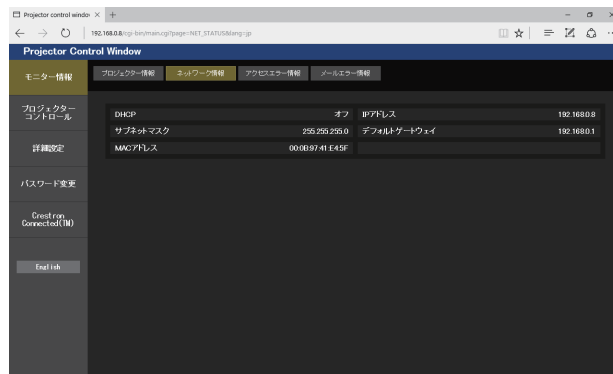 Projector control window
192.168.0.8/cgi-bin/main.cgi?page=NET_STATUS&lang=jp
Projector Control Window
モニター情報
プロジェクター情報
ネットワーク情報
アクセスエラー情報
メールエラー情報
プロジェクター
コントロール
詳細設定
パスワード変更
Crestron
Connected(TM)
English
DHCP オフ IPアドレス 192.168.0.8
サブネットマスク 255.255.255.0 デフォルトゲートウェイ 192.168.0.1
MACアドレス 00:0B:97:41:E4:5F